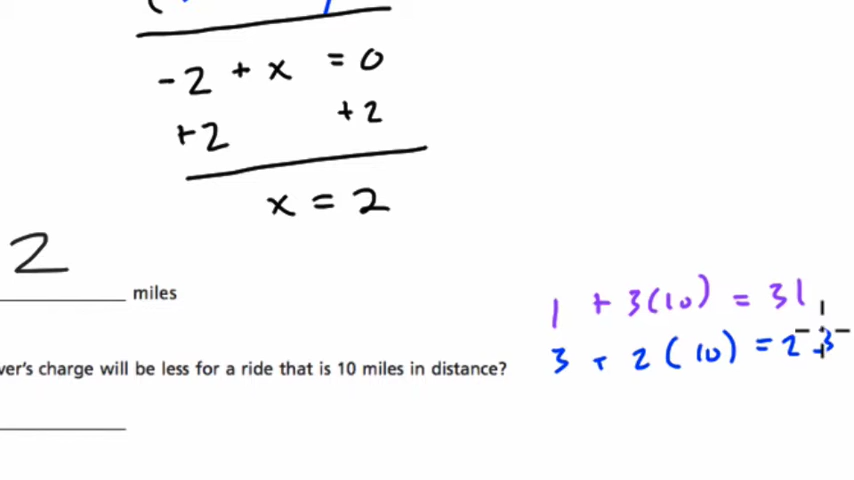 -2 + x = 0
+2 +2
x = 2
2
miles
1 + 3(10) = 31
ver's charge will be less for a ride that is 10 miles in distance?
3 + 2(10) = 23